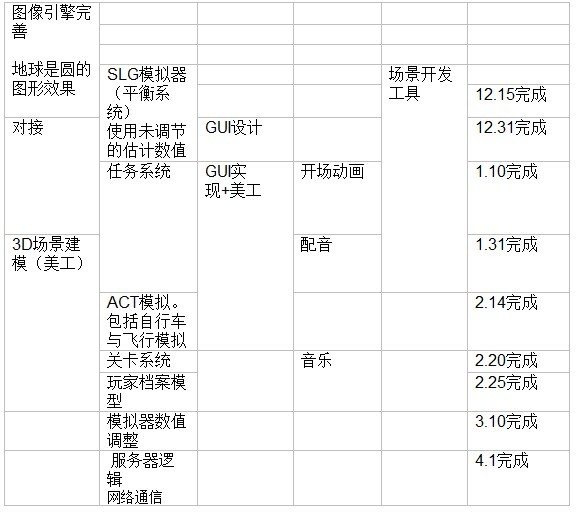 图像引擎完
善
地球是圆的
图形效果
SLG模拟器
（平衡系
统）
使用未调节
的估计数值
场景开发
工具
12.15完成
对接
GUI设计
12.31完成
任务系统
GUI实
现+美工
开场动画
1.10完成
3D场景建
模（美工）
配音
1.31完成
ACT模拟。
包括自行车
与飞行模拟
2.14完成
关卡系统
音乐
2.20完成
玩家档案模
型
2.25完成
模拟器数值
调整
3.10完成
服务器逻
辑
网络通信
4.1完成